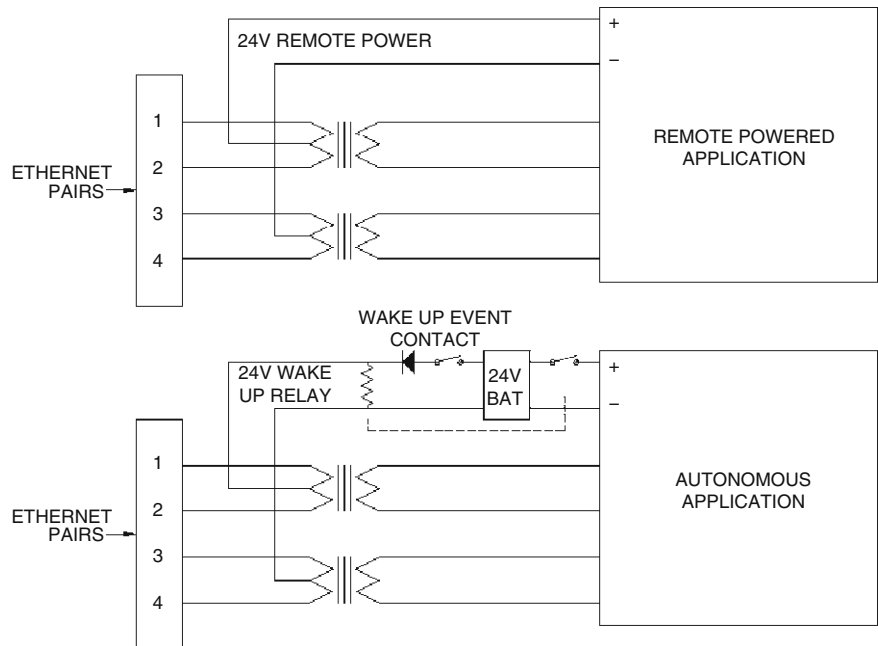 24V REMOTE POWER
+
−
REMOTE POWERED
APPLICATION
ETHERNET
PAIRS
1
2
3
4
WAKE UP EVENT
CONTACT
24V WAKE
UP RELAY
24V
BAT
+
−
AUTONOMOUS
APPLICATION
ETHERNET
PAIRS
1
2
3
4